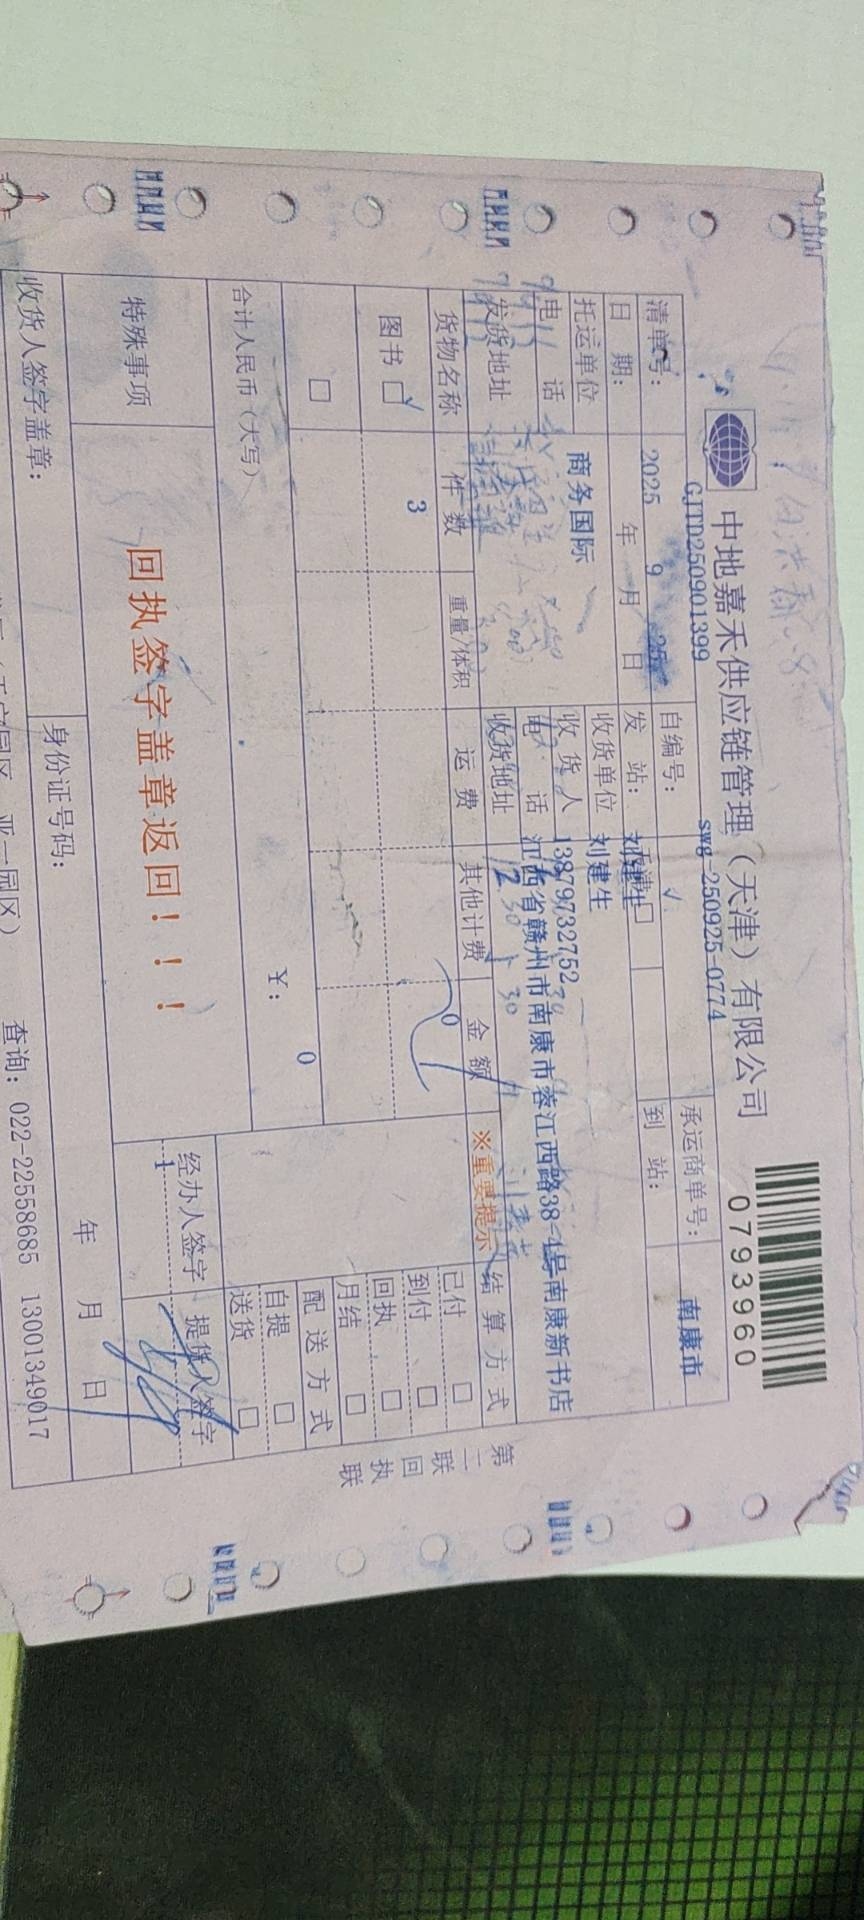 中地嘉禾供应链管理（天津）有限公司
0793960
GJTD250901399
swg-250925-0774
清单号：
自编号：
承运商单号：
日 期：
2025 年 9 月 25 日
发 站：
天津 □
√
到 站：
南康市
托运单位
商务国际
收货单位
刘建生
收 货 人
刘建生
电 话
电 话
13879732752
发货地址
收货地址
江西省赣州市南康市蓉江西路38-1号南康新书店
货物名称
件 数
重量/体积
运 费
其他计费
金 额
※重要提示
结 算 方 式
图书 □
√
3
0
已付 □
到付 □
回执 □
月结 □
□
合计人民币（大写）
￥：
0
配 送 方 式
自提 □
送货 □
特殊事项
回执签字盖章返回！！！
经办人签字
提货人签字
1
收货人签字盖章：
身份证号码：
年 月 日
查询：022-22558685 13001349017
第二联回执联